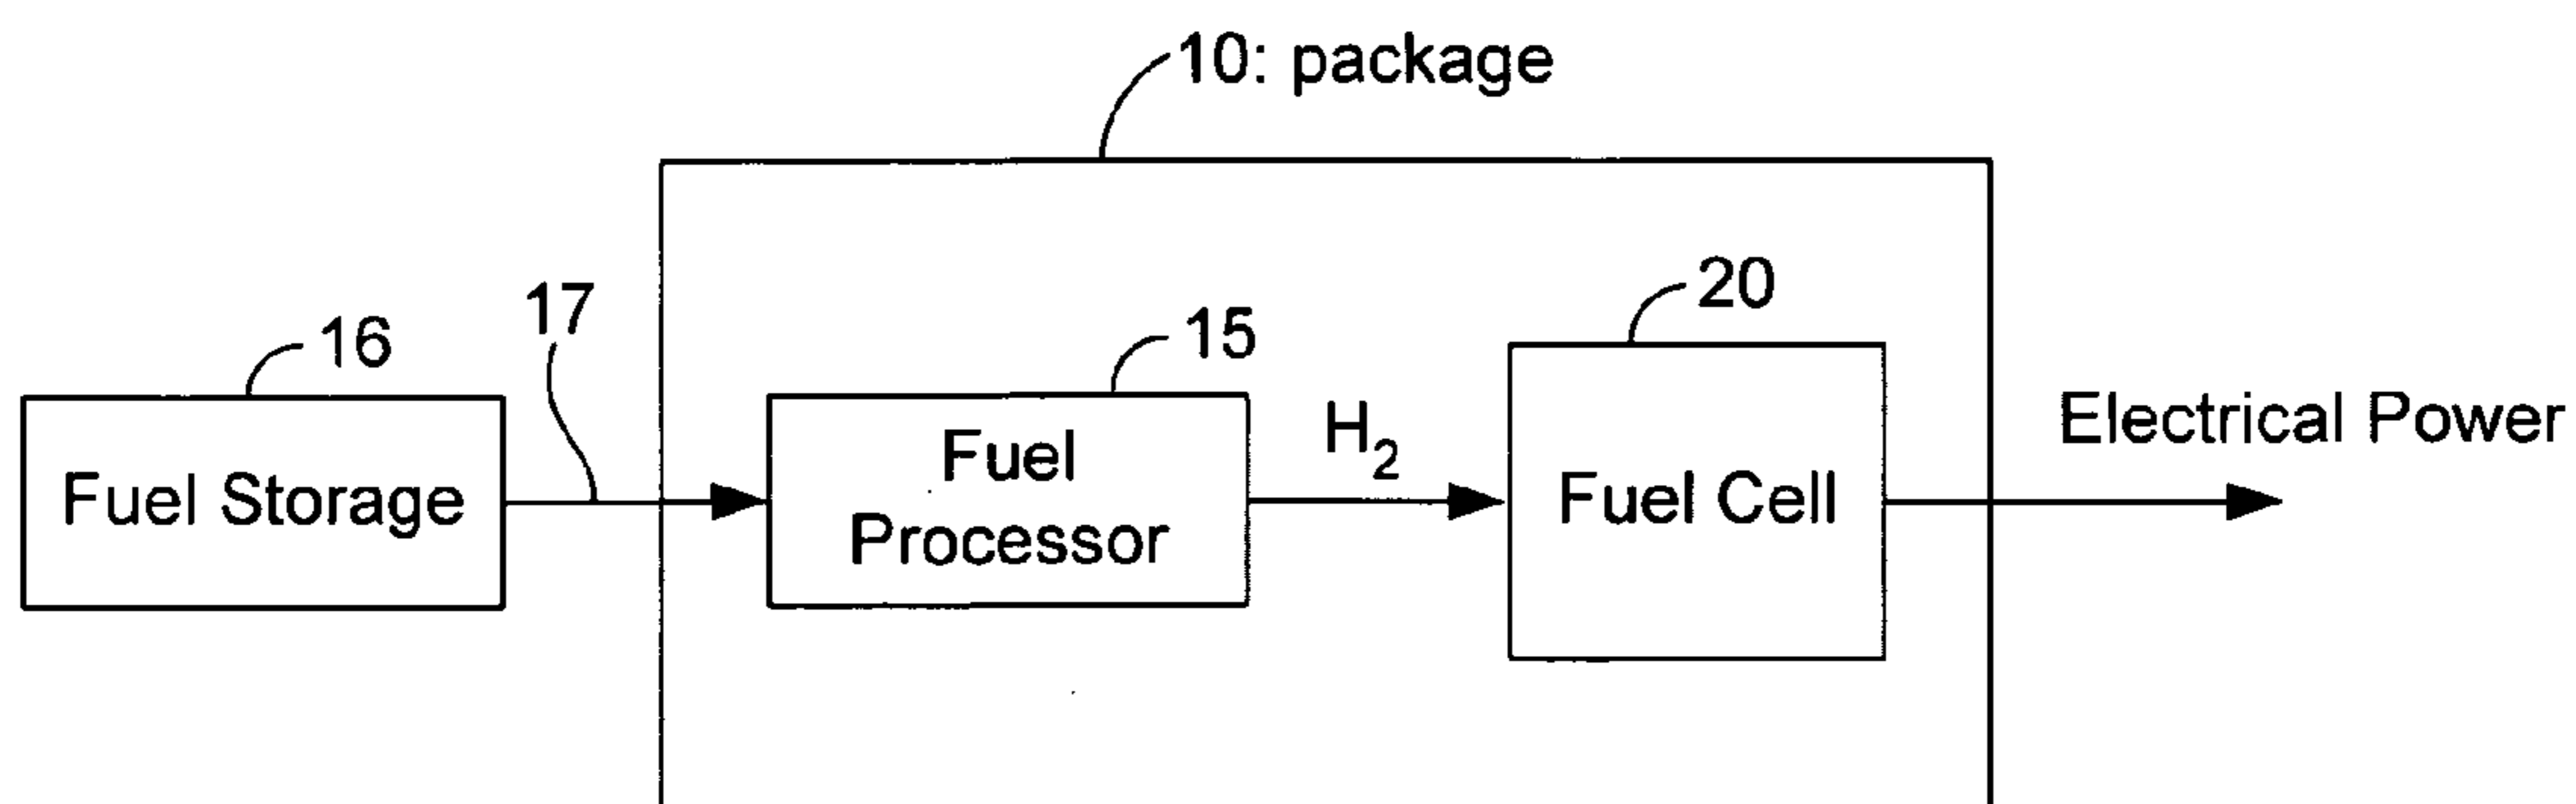 10: package
20
17
15
16
H₂
Electrical Power
Fuel Storage
Fuel
Processor
Fuel Cell